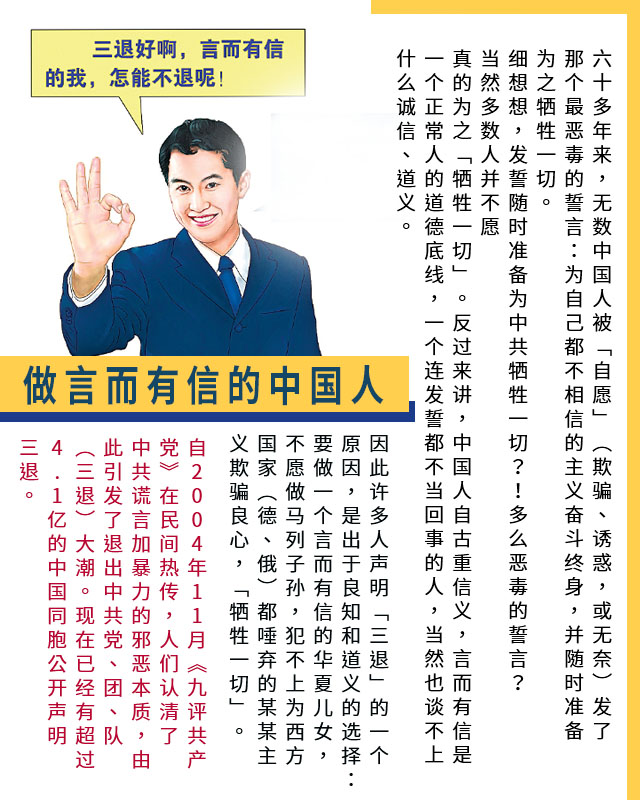 三退好啊，言而有信
的我，怎能不退呢！
六十多年来，无数中国人被「自愿」（欺骗、诱惑，或无奈）发了
那个最恶毒的誓言：为自己都不相信的主义奋斗终身，并随时准备
为之牺牲一切。
细想想，发誓随时准备为中共牺牲一切？！多么恶毒的誓言？
当然多数人并不愿
真的为之「牺牲一切」。反过来讲，中国人自古重信义，言而有信是
一个正常人的道德底线，一个连发誓都不当回事的人，当然也谈不上
什么诚信、道义。
做言而有信的中国人
因此许多人声明「三退」的一个
原因，是出于良知和道义的选择：
要做一个言而有信的华夏儿女，
不愿做马列子孙，犯不上为西方
国家（德、俄）都唾弃的某某主
义欺骗良心，「牺牲一切」。
自2004年11月《九评共产
党》在民间热传，人们认清了
中共谎言加暴力的邪恶本质，由
此引发了退出中共党、团、队
（三退）大潮。现在已经有超过
4.1亿的中国同胞公开声明
三退。